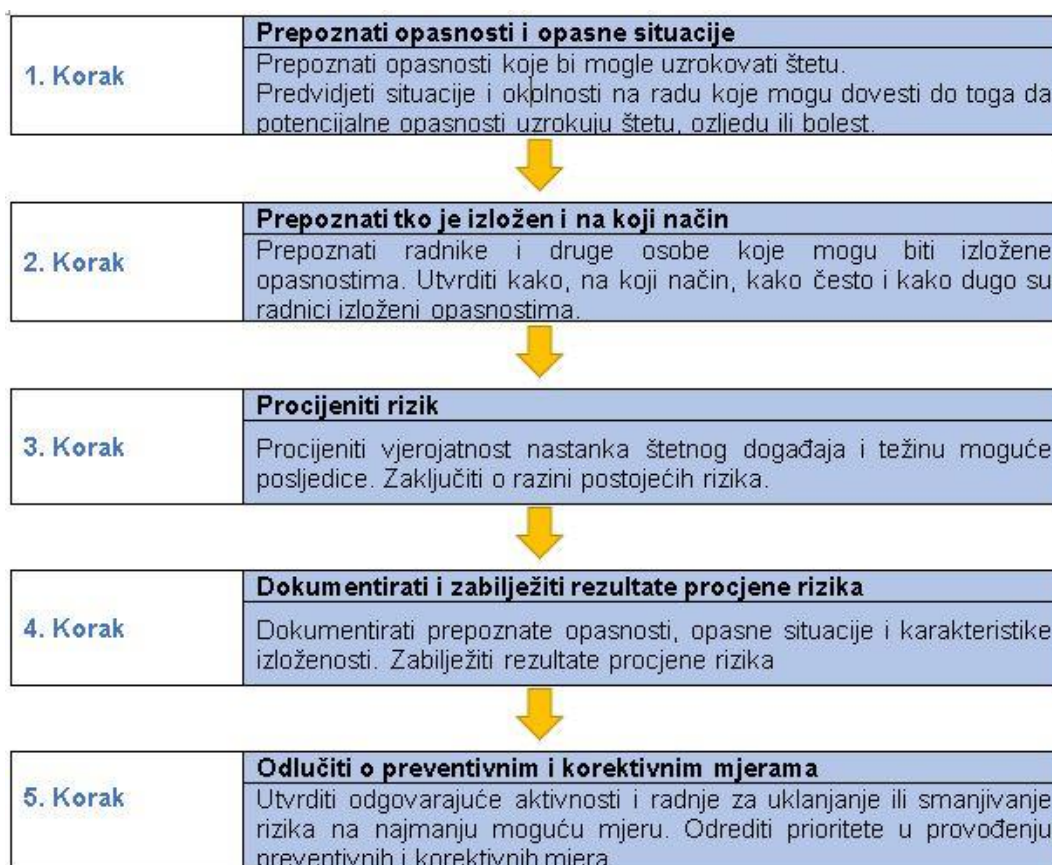 1. Korak
Prepoznati opasnosti i opasne situacije
Prepoznati opasnosti koje bi mogle uzrokovati štetu.
Predvidjeti situacije i okolnosti na radu koje mogu dovesti do toga da
potencijalne opasnosti uzrokuju štetu, ozljedu ili bolest.
2. Korak
Prepoznati tko je izložen i na koji način
Prepoznati radnike i druge osobe koje mogu biti izložene
opasnostima. Utvrditi kako, na koji način, kako često i kako dugo su
radnici izloženi opasnostima.
3. Korak
Procijeniti rizik
Procijeniti vjerojatnost nastanka štetnog događaja i težinu moguće
posljedice. Zaključiti o razini postojećih rizika.
4. Korak
Dokumentirati i zabilježiti rezultate procjene rizika
Dokumentirati prepoznate opasnosti, opasne situacije i karakteristike
izloženosti. Zabilježiti rezultate procjene rizika
5. Korak
Odlučiti o preventivnim i korektivnim mjerama
Utvrditi odgovarajuće aktivnosti i radnje za uklanjanje ili smanjivanje
rizika na najmanju moguću mjeru. Odrediti prioritete u provođenju
preventivnih i korektivnih mjera